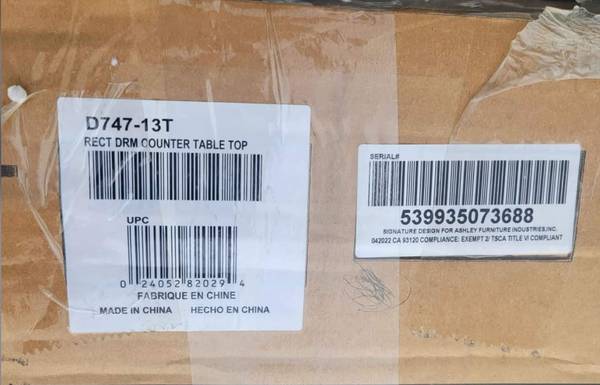 D747-13T
RECT DRM COUNTER TABLE TOP
UPC
0 24052 82029 4
FABRIQUE EN CHINE
MADE IN CHINA HECHO EN CHINA
SERIAL#
539935073688
SIGNATURE DESIGN FOR ASHLEY FURNITURE INDUSTRIES,INC.
042022 CA 93120 COMPLIANCE: EXEMPT 2/ TSCA TITLE VI COMPLIANT